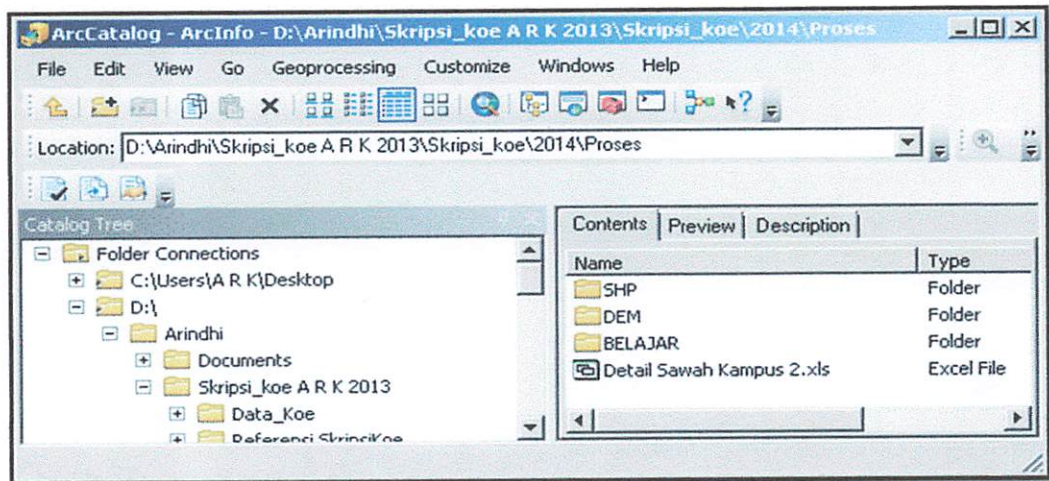 ArcCatalog - ArcInfo - D:\Arindhi\Skripsi_koe A R K 2013\Skripsi_koe\2014\Proses
File Edit View Go Geoprocessing Customize Windows Help
Location: D:\Arindhi\Skripsi_koe A R K 2013\Skripsi_koe\2014\Proses
Catalog Tree
Folder Connections
C:\Users\A R K\Desktop
D:\
Arindhi
Documents
Skripsi_koe A R K 2013
Data_Koe
Referensi SkripsiKoe
Contents Preview Description
Name Type
SHP Folder
DEM Folder
BELAJAR Folder
Detail Sawah Kampus 2.xls Excel File